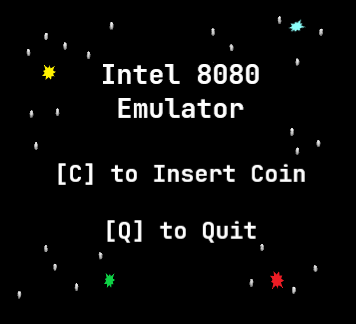 Intel 8080
Emulator
[C] to Insert Coin
[Q] to Quit